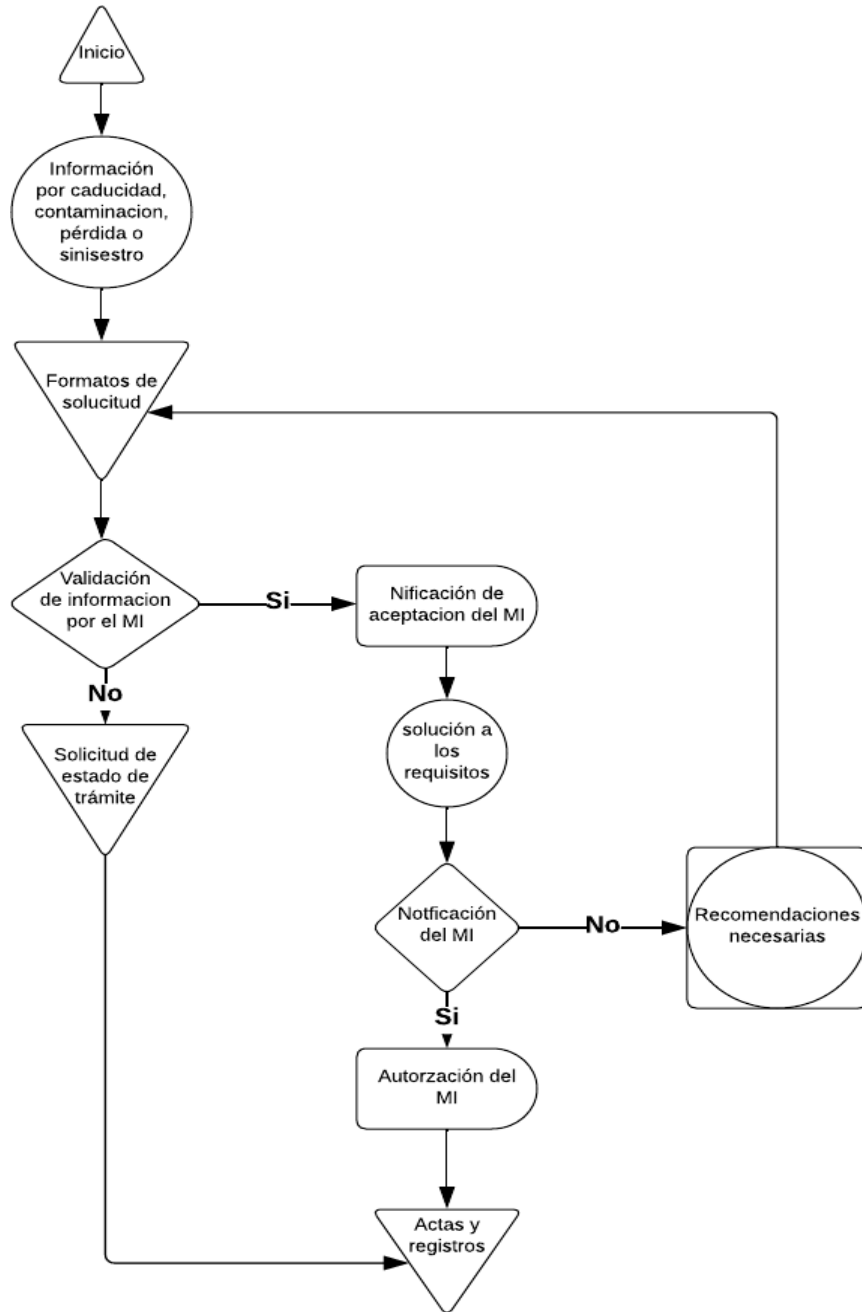 Inicio
Información
por caducidad,
contaminacion,
pérdida o
sinisestro
Formatos de
solucitud
Validación
de informacion
por el MI
Si
Nificación de
aceptacion del MI
No
solución a
los
requisitos
Solicitud de
estado de
trámite
Notficación
del MI
No
Recomendaciones
necesarias
Si
Autorzación del
MI
Actas y
registros